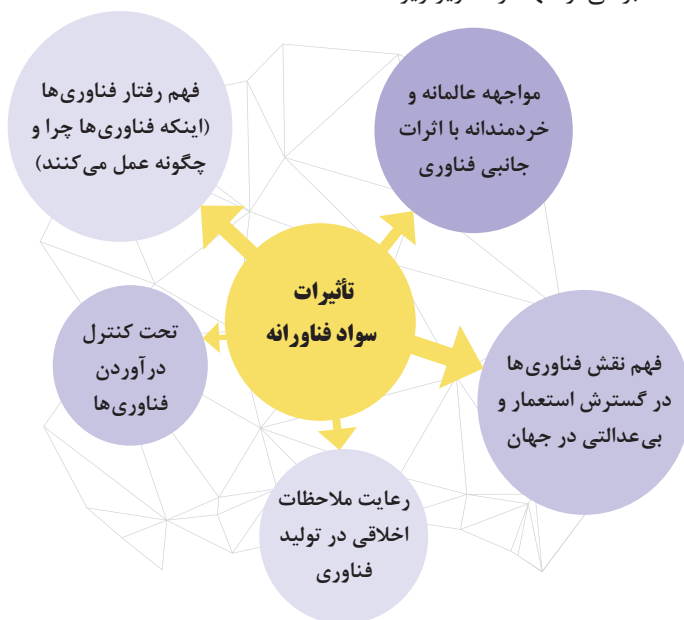 مواجهه عالمانه و
خردمندانه با اثرات
جانبی فناوری
فهم رفتار فناوری‌ها
(اینکه فناوری‌ها چرا و
چگونه عمل می‌کنند)
تأثیرات
سواد فناورانه
فهم نقش فناوری‌ها
در گسترش استعمار و
بی‌عدالتی در جهان
تحت کنترل
درآوردن
فناوری‌ها
رعایت ملاحظات
اخلاقی در تولید
فناوری